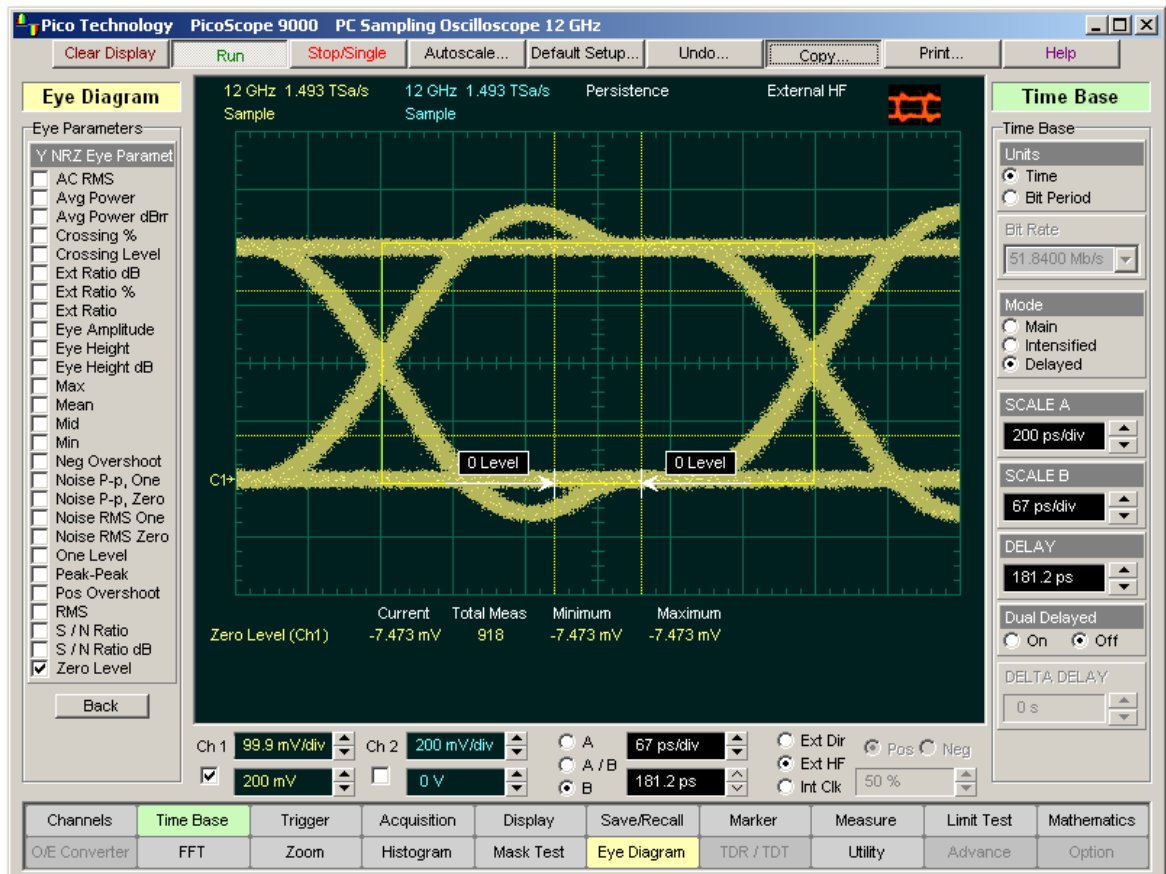 Pico Technology PicoScope 9000 PC Sampling Oscilloscope 12 GHz
Clear Display Run Stop/Single Autoscale... Default Setup... Undo... Copy... Print... Help
Eye Diagram
Eye Parameters
Y NRZ Eye Paramet
AC RMS
Avg Power
Avg Power dBm
Crossing %
Crossing Level
Ext Ratio dB
Ext Ratio %
Ext Ratio
Eye Amplitude
Eye Height
Eye Height dB
Max
Mean
Mid
Min
Neg Overshoot
Noise P-p, One
Noise P-p, Zero
Noise RMS One
Noise RMS Zero
One Level
Peak-Peak
Pos Overshoot
RMS
S / N Ratio
S / N Ratio dB
Zero Level
Back
12 GHz 1.493 TSa/s 12 GHz 1.493 TSa/s Persistence External HF
Sample Sample
0 Level 0 Level
C1
Current Total Meas Minimum Maximum
Zero Level (Ch1) -7.473 mV 918 -7.473 mV -7.473 mV
Time Base
Time Base
Units
Time
Bit Period
Bit Rate
51.8400 Mb/s
Mode
Main
Intensified
Delayed
SCALE A
200 ps/div
SCALE B
67 ps/div
DELAY
181.2 ps
Dual Delayed
On Off
DELTA DELAY
0 s
Ch 1 99.9 mV/div Ch 2 200 mV/div A 67 ps/div Ext Dir Pos Neg
A / B Ext HF
200 mV 0 V B 181.2 ps Int Clk 50 %
Channels Time Base Trigger Acquisition Display Save/Recall Marker Measure Limit Test Mathematics
O/E Converter FFT Zoom Histogram Mask Test Eye Diagram TDR / TDT Utility Advance Option